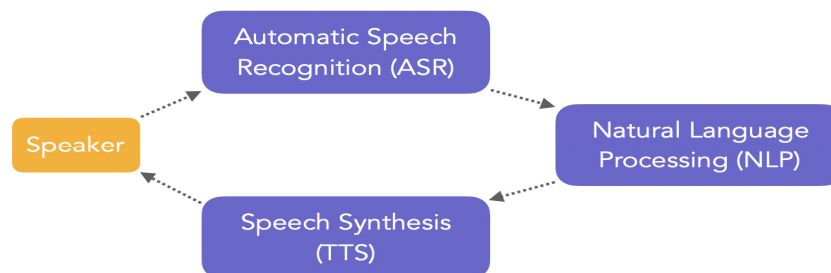 Automatic Speech
Recognition (ASR)
Speaker
Natural Language
Processing (NLP)
Speech Synthesis
(TTS)